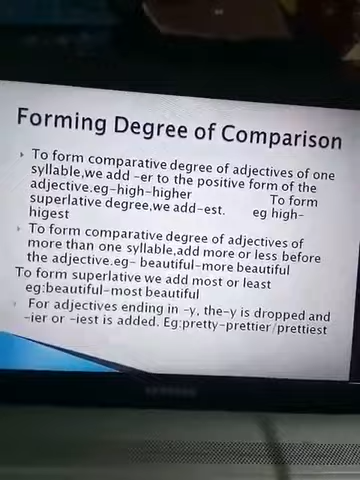 Forming Degree of Comparison
To form comparative degree of adjectives of one
syllable,we add -er to the positive form of the
adjective.eg-high-higher To form
superlative degree,we add-est. eg high-
higest
To form comparative degree of adjectives of
more than one syllable,add more or less before
the adjective.eg- beautiful-more beautiful
To form superlative we add most or least
eg:beautiful-most beautiful
For adjectives ending in -y, the-y is dropped and
-ier or -iest is added. Eg:pretty-prettier/prettiest